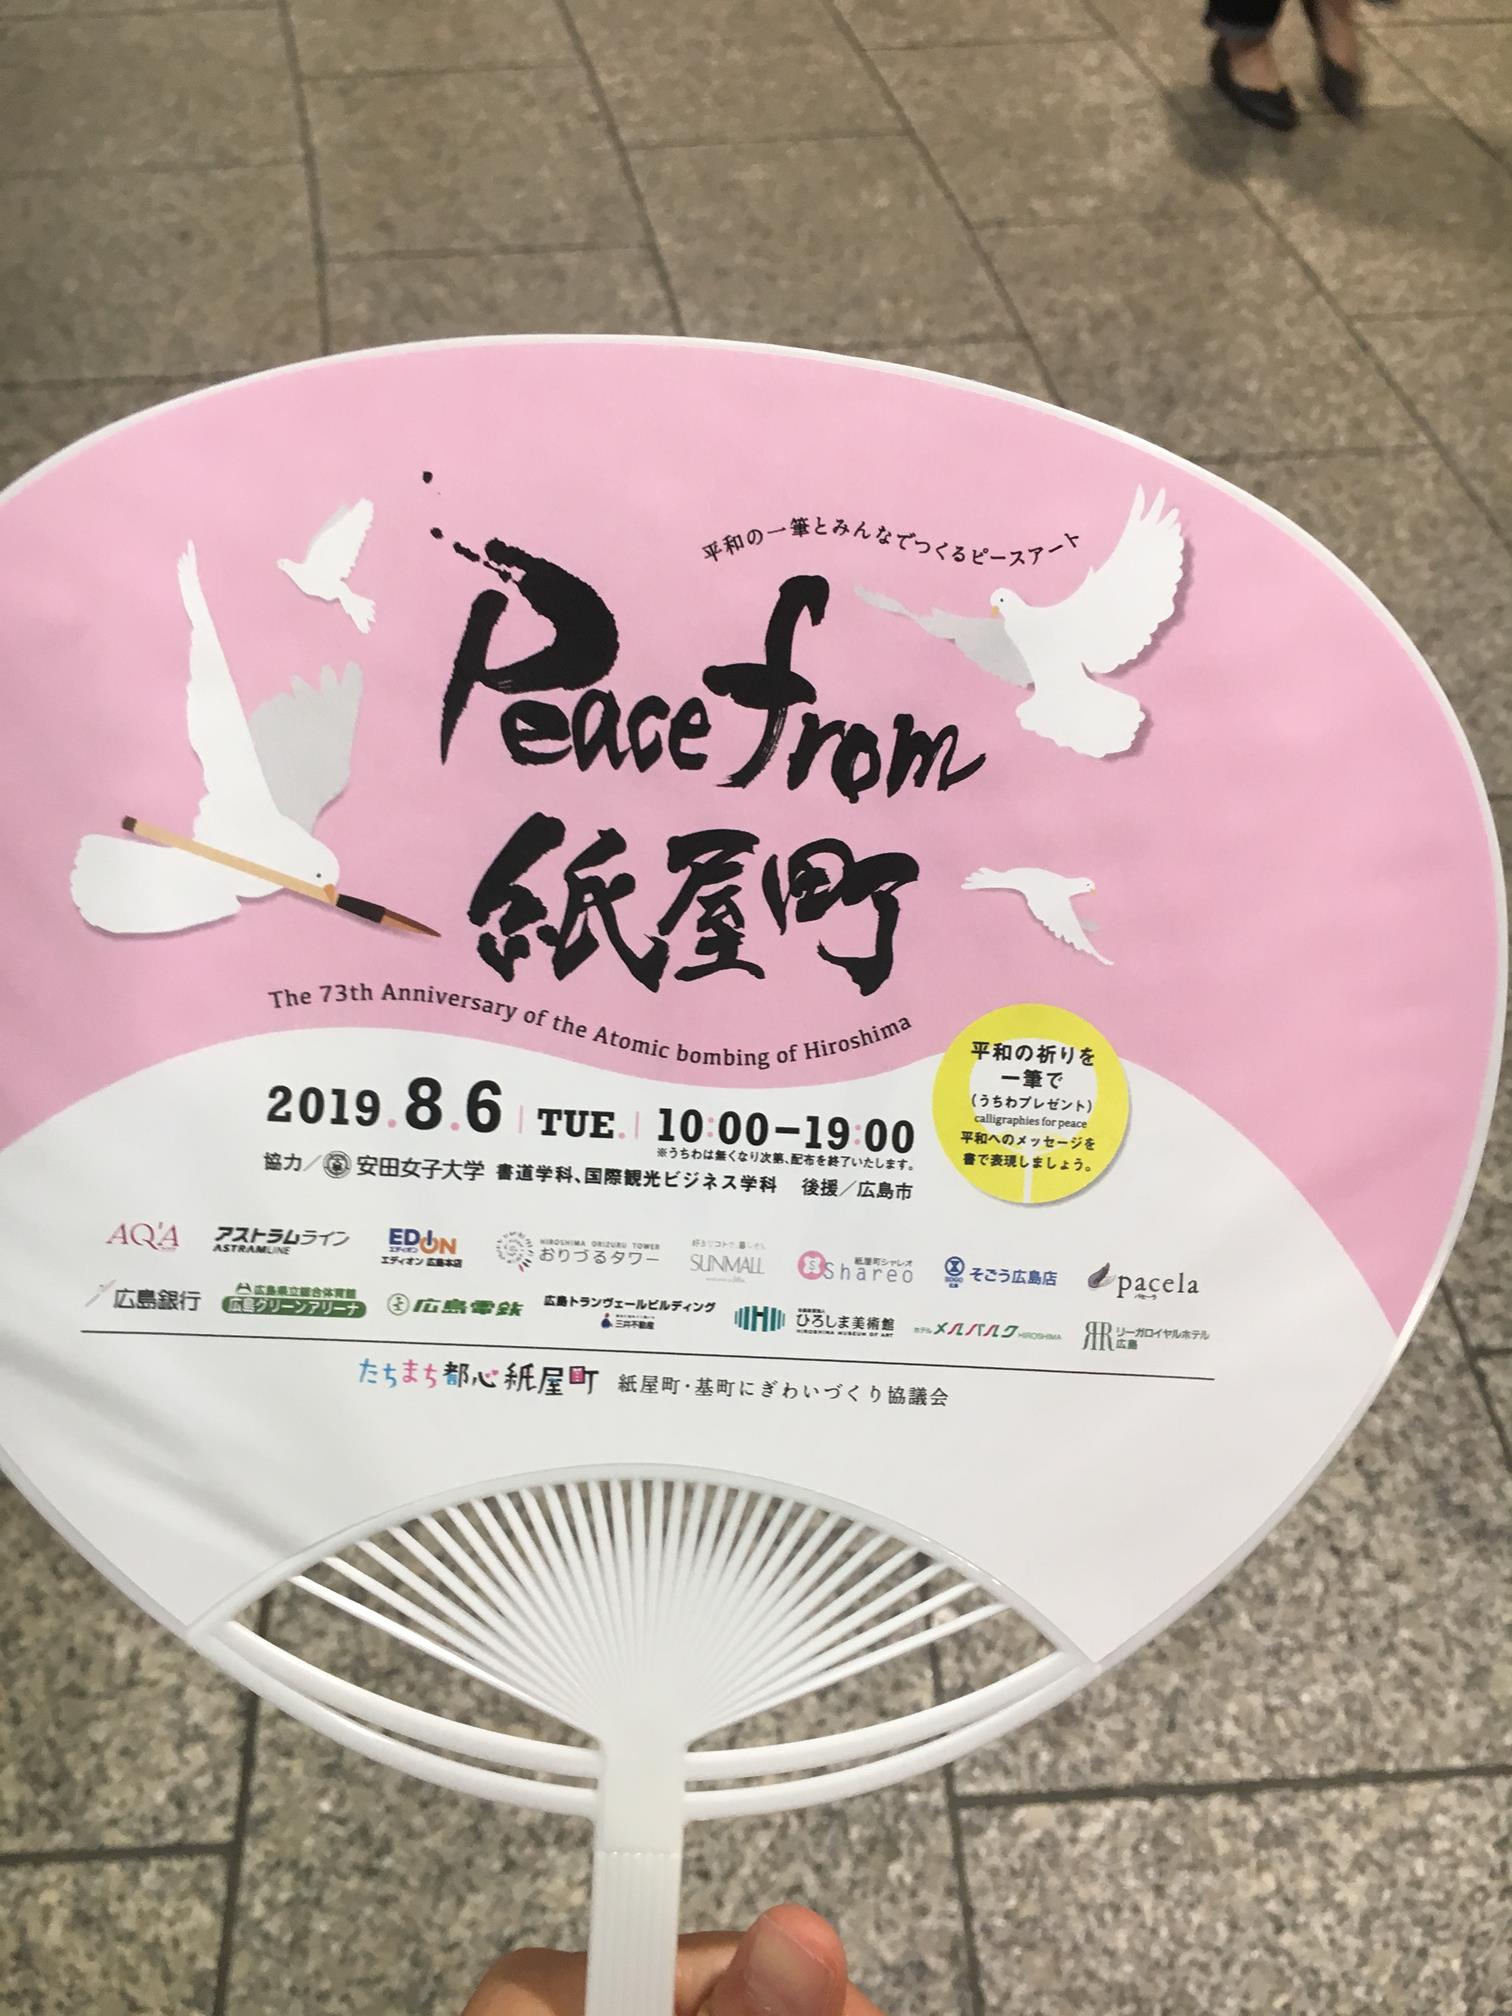 平和の一筆とみんなでつくるピースアート
Peace from
紙屋町
The 73th Anniversary of the Atomic bombing of Hiroshima
2019.8.6 | TUE. | 10:00–19:00
※うちわは無くなり次第、配布を終了いたします。
協力／安田女子大学 書道学科、国際観光ビジネス学科 後援／広島市
平和の祈りを
一筆で
(うちわプレゼント)
calligraphies for peace
平和へのメッセージを
書で表現しましょう。
AQ'A
アストラムライン
ASTRAMLINE
EDION
エディオン 広島本店
HIROSHIMA ORIZURU TOWER
おりづるタワー
SUNMALL
紙屋町シャレオ
Shareo
SOGO
そごう広島店
pacela
パセーラ
広島銀行
広島県立総合体育館
広島グリーンアリーナ
広島電鉄
広島トランヴェールビルディング
三井不動産
ひろしま美術館
HIROSHIMA MUSEUM OF ART
ホテルメルパルクHIROSHIMA
リーガロイヤルホテル
広島
たちまち都心紙屋町 紙屋町・基町にぎわいづくり協議会